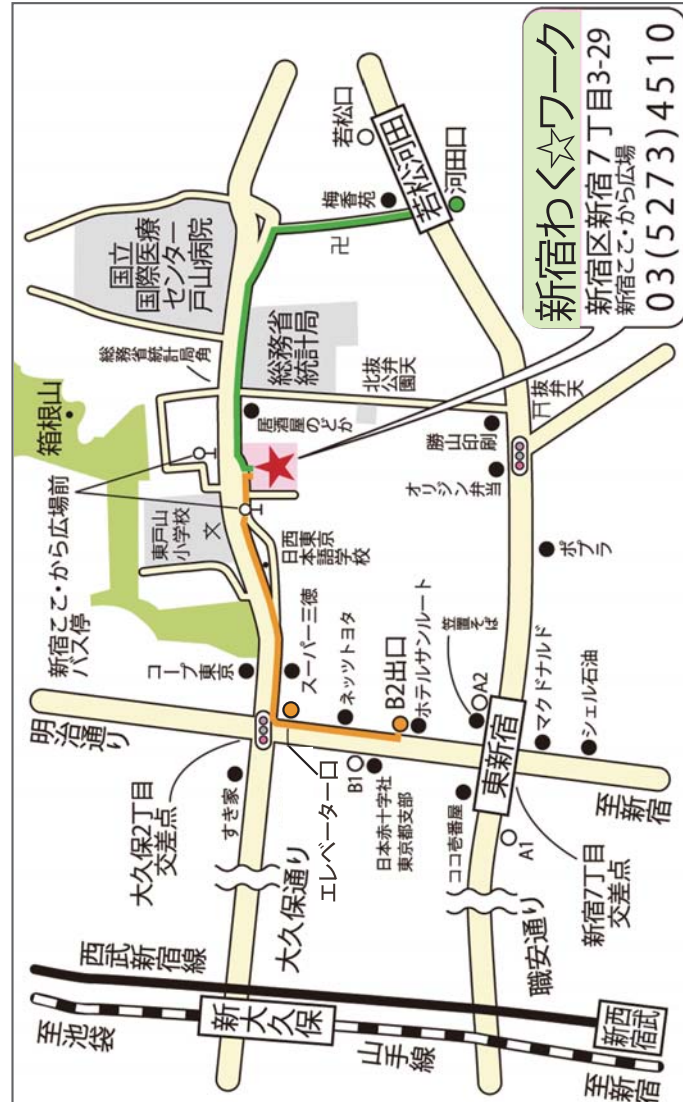 新宿わく☆ワーク
新宿区新宿7丁目3-29
新宿ここ・から広場
03(5273)4510
箱根山
国立
国際医療
センター
戸山病院
総務省統計局角
総務省
統計局
若松口
梅香苑
若松河田
河田口
卍
新宿ここ・から広場前
バス停
東戸山
小学校
文
居酒屋のどか
北抜弁天
公園
日西東京
日本語学校
勝山印刷
抜弁天
オリジン弁当
コープ東京
スーパー三徳
ポプラ
明治通り
ネッツトヨタ
B2出口
ホテルサンルート
笠置
そば
A2
マクドナルド
シェル石油
大久保2丁目
交差点
すき家
エレベーター口
B1
日本赤十字社
東京都支部
ココ壱番屋
東新宿
A1
至新宿
新宿7丁目
交差点
大久保通り
職安通り
西武新宿線
至池袋
新大久保
山手線
西武
新宿
至新宿